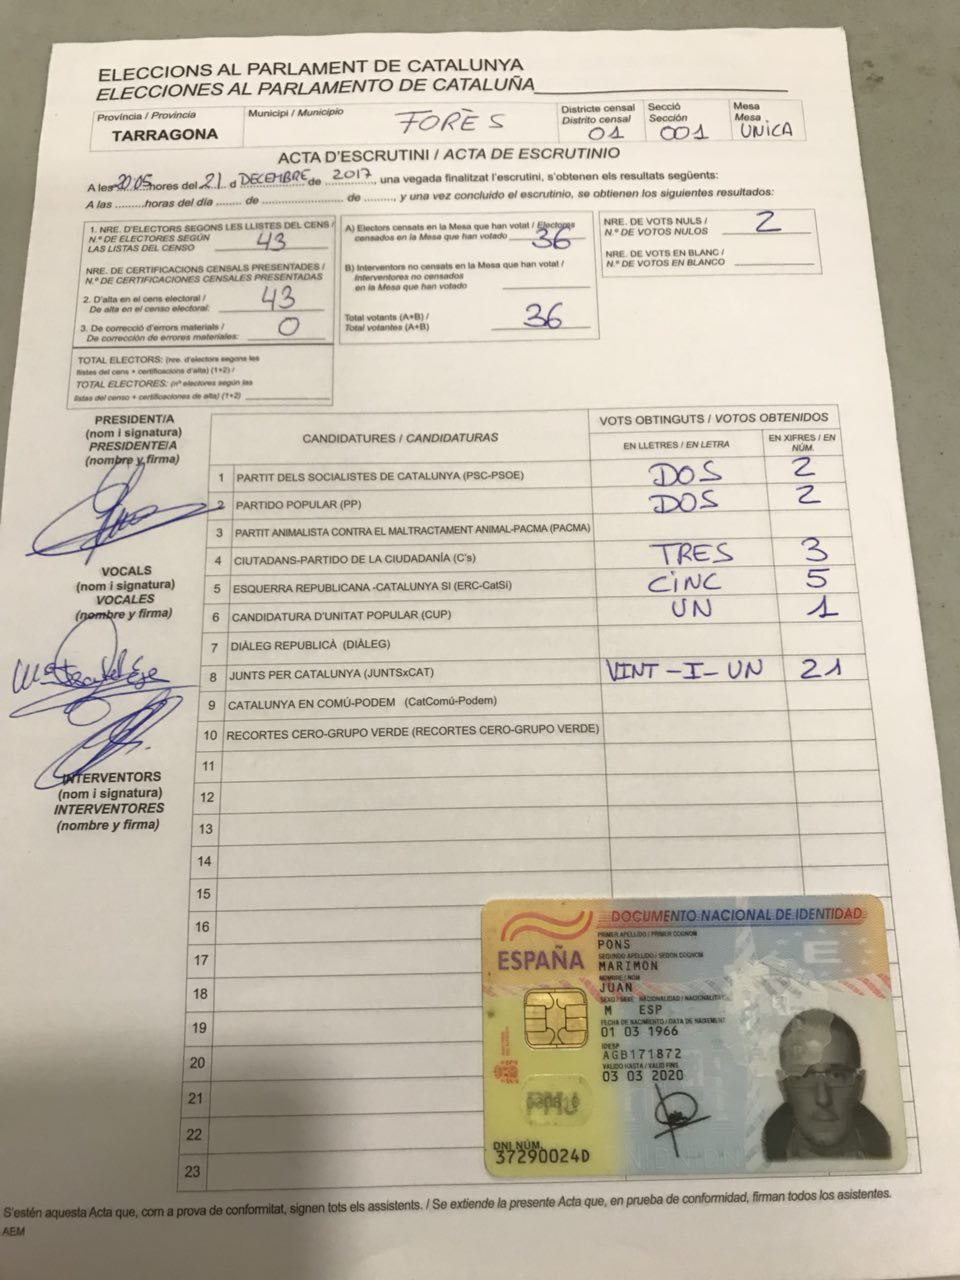 ELECCIONS AL PARLAMENT DE CATALUNYA
ELECCIONES AL PARLAMENTO DE CATALUÑA
Província / Provincia
TARRAGONA
Municipi / Municipio
FORÈS
Districte censal
Distrito censal
01
Secció
Sección
001
Mesa
Mesa
ÚNICA
ACTA D'ESCRUTINI / ACTA DE ESCRUTINIO
A les 20:05 hores del 21 d DECEMBRE de 2017, una vegada finalitzat l'escrutini, s'obtenen els resultats següents:
A las .........horas del día ........ de .......................... de ........., y una vez concluido el escrutinio, se obtienen los siguientes resultados:
1. NRE. D'ELECTORS SEGONS LES LLISTES DEL CENS /
N.º DE ELECTORES SEGÚN
LAS LISTAS DEL CENSO 43
NRE. DE CERTIFICACIONS CENSALS PRESENTADES /
N.º DE CERTIFICACIONES CENSALES PRESENTADAS
2. D'alta en el cens electoral /
De alta en el censo electoral: 43
3. De correcció d'errors materials /
De corrección de errores materiales: 0
TOTAL ELECTORS: (nre. d'electors segons les
llistes del cens + certificacions d'alta) (1+2) /
TOTAL ELECTORES: (nº electores según las
listas del censo + certificaciones de alta) (1+2)
A) Electors censats en la Mesa que han votat / Electores
censados en la Mesa que han votado 36
B) Interventors no censats en la Mesa que han votat /
Interventores no censados
en la Mesa que han votado
Total votants (A+B) /
Total votantes (A+B) 36
NRE. DE VOTS NULS /
N.º DE VOTOS NULOS 2
NRE. DE VOTS EN BLANC /
N.º DE VOTOS EN BLANCO
PRESIDENT/A
(nom i signatura)
PRESIDENTE/A
(nombre y firma)
VOCALS
(nom i signatura)
VOCALES
(nombre y firma)
INTERVENTORS
(nom i signatura)
INTERVENTORES
(nombre y firma)
CANDIDATURES / CANDIDATURAS
VOTS OBTINGUTS / VOTOS OBTENIDOS
EN LLETRES / EN LETRA
EN XIFRES / EN
NÚM.
1 PARTIT DELS SOCIALISTES DE CATALUNYA (PSC-PSOE) DOS 2
2 PARTIDO POPULAR (PP) DOS 2
3 PARTIT ANIMALISTA CONTRA EL MALTRACTAMENT ANIMAL-PACMA (PACMA)
4 CIUTADANS-PARTIDO DE LA CIUDADANÍA (C's) TRES 3
5 ESQUERRA REPUBLICANA -CATALUNYA SI (ERC-CatSí) CINC 5
6 CANDIDATURA D'UNITAT POPULAR (CUP) UN 1
7 DIÀLEG REPUBLICÀ (DIÀLEG)
8 JUNTS PER CATALUNYA (JUNTSxCAT) VINT-I-UN 21
9 CATALUNYA EN COMÚ-PODEM (CatComú-Podem)
10 RECORTES CERO-GRUPO VERDE (RECORTES CERO-GRUPO VERDE)
11
12
13
14
15
16
17
18
19
20
21
22
23
DOCUMENTO NACIONAL DE IDENTIDAD
ESPAÑA
PRIMER APELLIDO / PRIMER COGNOM
PONS
SEGUNDO APELLIDO / SEGON COGNOM
MARIMON
NOMBRE / NOM
JUAN
SEXO / SEXE NACIONALIDAD / NACIONALITAT
M ESP
FECHA DE NACIMIENTO / DATA DE NAIXEMENT
01 03 1966
IDESP
AGB171872
VALIDO HASTA / VALID FINS
03 03 2020
DNI NÚM.
37290024D
S'estén aquesta Acta que, com a prova de conformitat, signen tots els assistents. / Se extiende la presente Acta que, en prueba de conformidad, firman todos los asistentes.
AEM